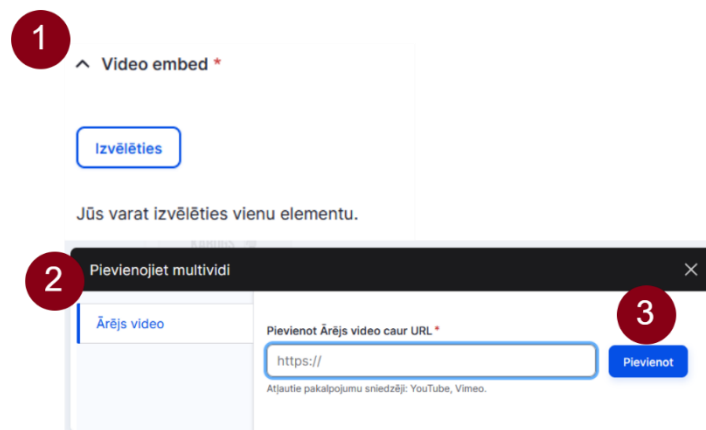 1
Video embed *
Izvēlēties
Jūs varat izvēlēties vienu elementu.
2
Pievienojiet multividi
Ārējs video
3
Pievienot Ārējs video caur URL *
https://
Pievienot
Atļautie pakalpojumu sniedzēji: YouTube, Vimeo.